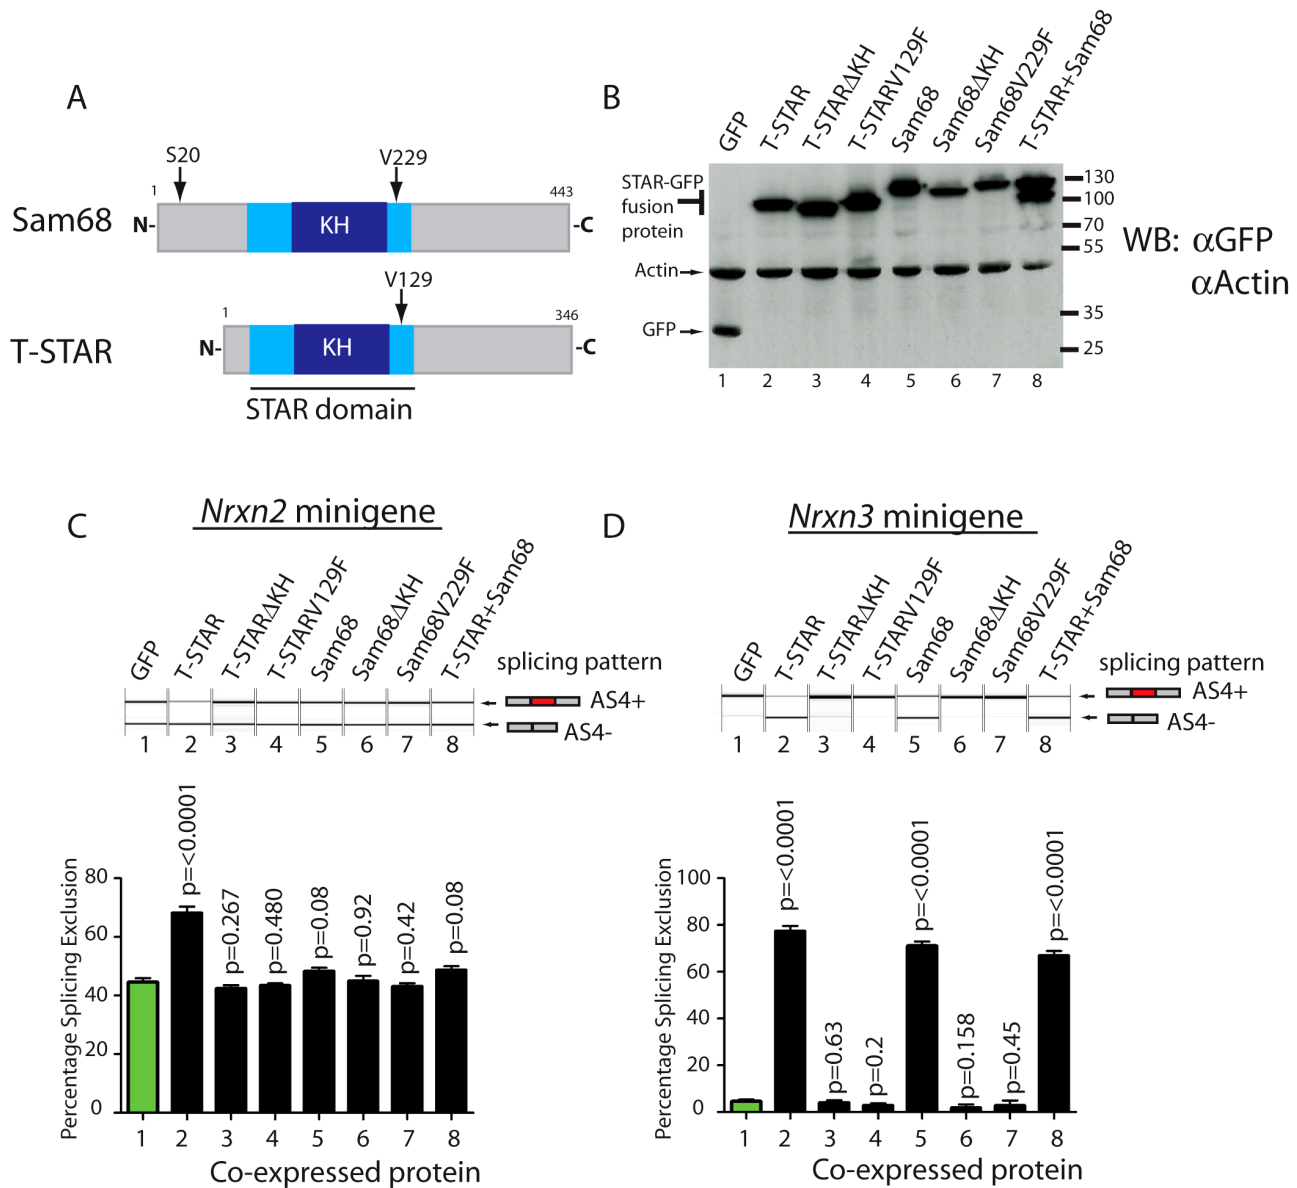 A
S20
V229
1
443
Sam68
N-
KH
-C
V129
1
346
T-STAR
N-
KH
-C
STAR domain
B
GFP
T-STAR
T-STARΔKH
T-STARV129F
Sam68
Sam68ΔKH
Sam68V229F
T-STAR+Sam68
STAR-GFP
fusion
protein
Actin
GFP
130
100
70
55
35
25
WB: αGFP
αActin
1 2 3 4 5 6 7 8
C
Nrxn2 minigene
GFP
T-STAR
T-STARΔKH
T-STARV129F
Sam68
Sam68ΔKH
Sam68V229F
T-STAR+Sam68
splicing pattern
AS4+
AS4-
1 2 3 4 5 6 7 8
Percentage Splicing Exclusion
80
60
40
20
0
p=<0.0001
p=0.267
p=0.480
p=0.08
p=0.92
p=0.42
p=0.08
1 2 3 4 5 6 7 8
Co-expressed protein
D
Nrxn3 minigene
GFP
T-STAR
T-STARΔKH
T-STARV129F
Sam68
Sam68ΔKH
Sam68V229F
T-STAR+Sam68
splicing pattern
AS4+
AS4-
1 2 3 4 5 6 7 8
Percentage Splicing Exclusion
100
80
60
40
20
0
p=<0.0001
p=0.63
p=0.2
p=<0.0001
p=0.158
p=0.45
p=<0.0001
1 2 3 4 5 6 7 8
Co-expressed protein